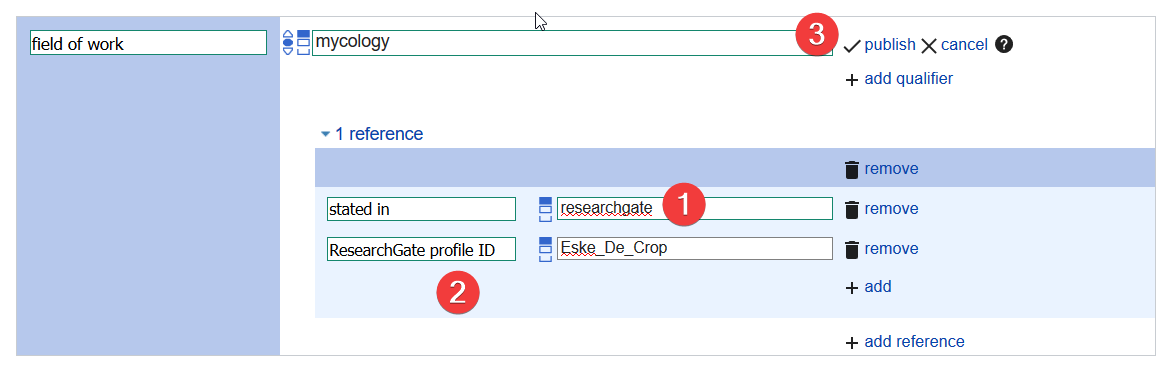 field of work
mycology
3
publish
cancel
?
+ add qualifier
1 reference
remove
stated in
researchgate
1
remove
ResearchGate profile ID
Eske_De_Crop
remove
2
+ add
+ add reference